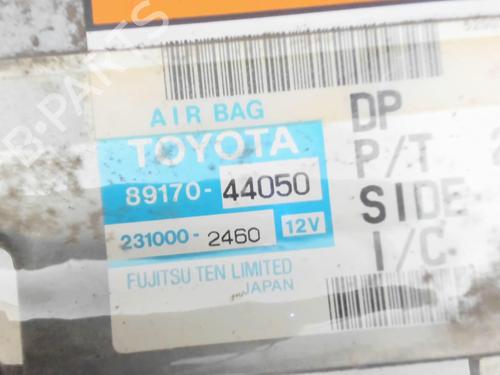 B-PARTS
AIR BAG
TOYOTA
89170-44050
231000-2460 12V
FUJITSU TEN LIMITED
JAPAN
DP
P/T
SIDE
I/C